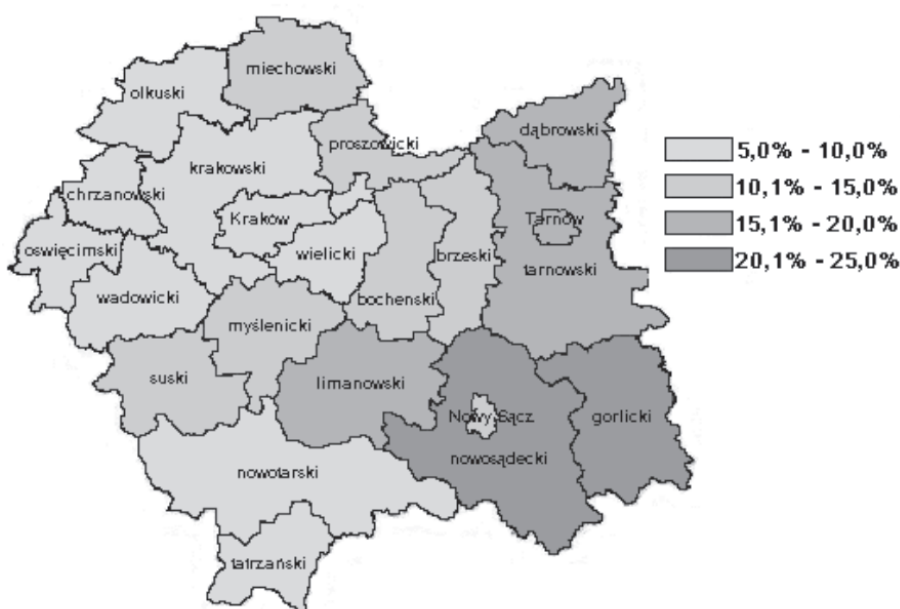 miechowski
olkuski
dąbrowski
proszowicki
krakowski
chrzanowski
Kraków
Tarnów
oświęcimski
wielicki
brzeski
tarnowski
wadowicki
bochenski
myślenicki
suski
limanowski
Nowy Sącz
gorlicki
nowosądecki
nowotarski
tatrzański
5,0% - 10,0%
10,1% - 15,0%
15,1% - 20,0%
20,1% - 25,0%